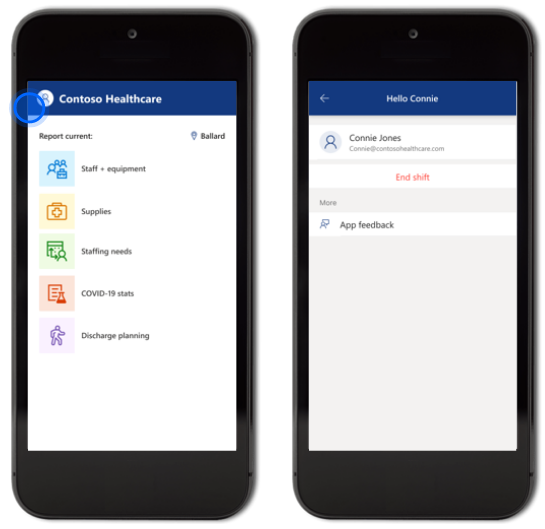 Contoso Healthcare
Report current:
Ballard
Staff + equipment
Supplies
Staffing needs
COVID-19 stats
Discharge planning
Hello Connie
Connie Jones
Connie@contosohealthcare.com
End shift
More
App feedback